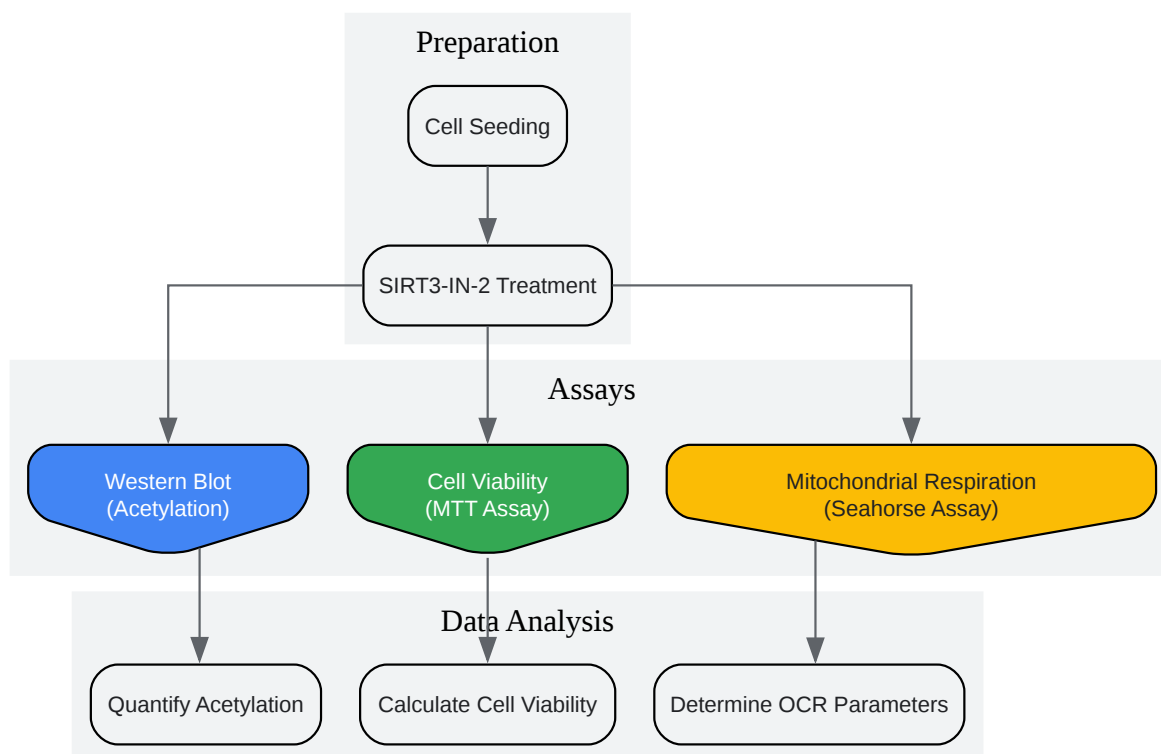 Preparation
Cell Seeding
SIRT3-IN-2 Treatment
Assays
Western Blot
(Acetylation)
Cell Viability
(MTT Assay)
Mitochondrial Respiration
(Seahorse Assay)
Data Analysis
Quantify Acetylation
Calculate Cell Viability
Determine OCR Parameters